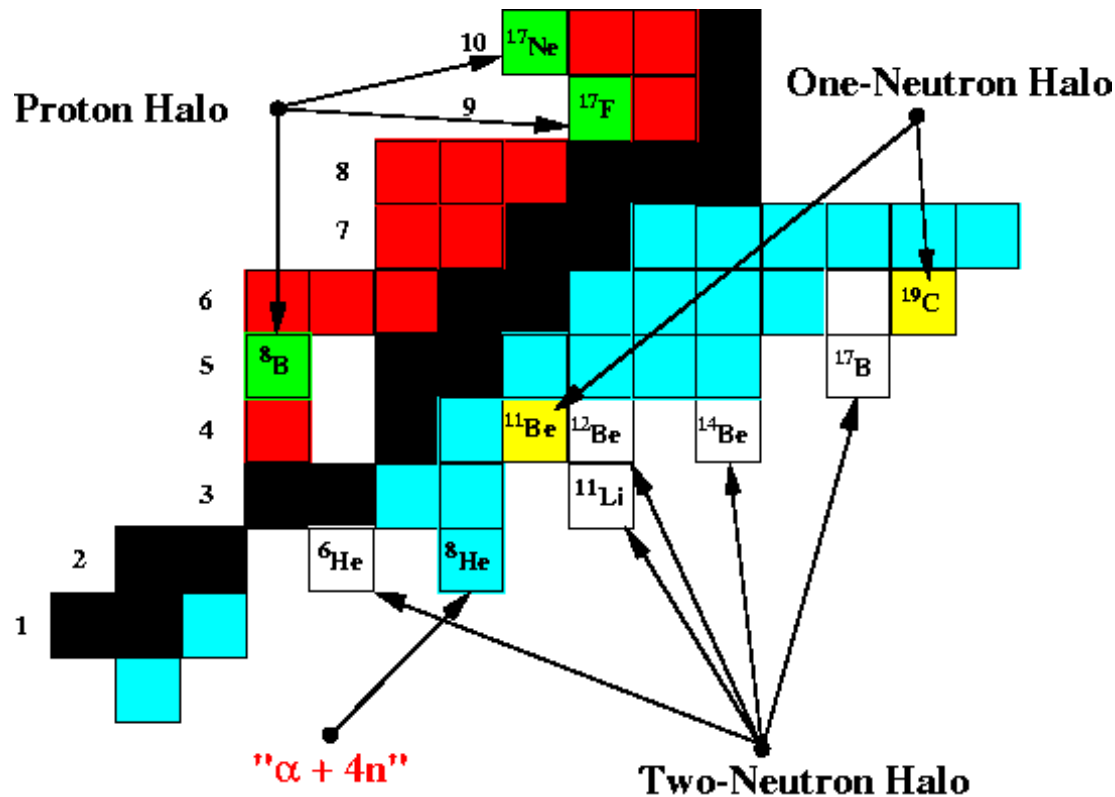 10 ¹⁷Ne
One-Neutron Halo
Proton Halo
9 ¹⁷F
8
7
6 ¹⁹C
5 ⁸B ¹⁷B
4 ¹¹Be ¹²Be ¹⁴Be
3 ¹¹Li
2 ⁶He ⁸He
1
"α + 4n"
Two-Neutron Halo